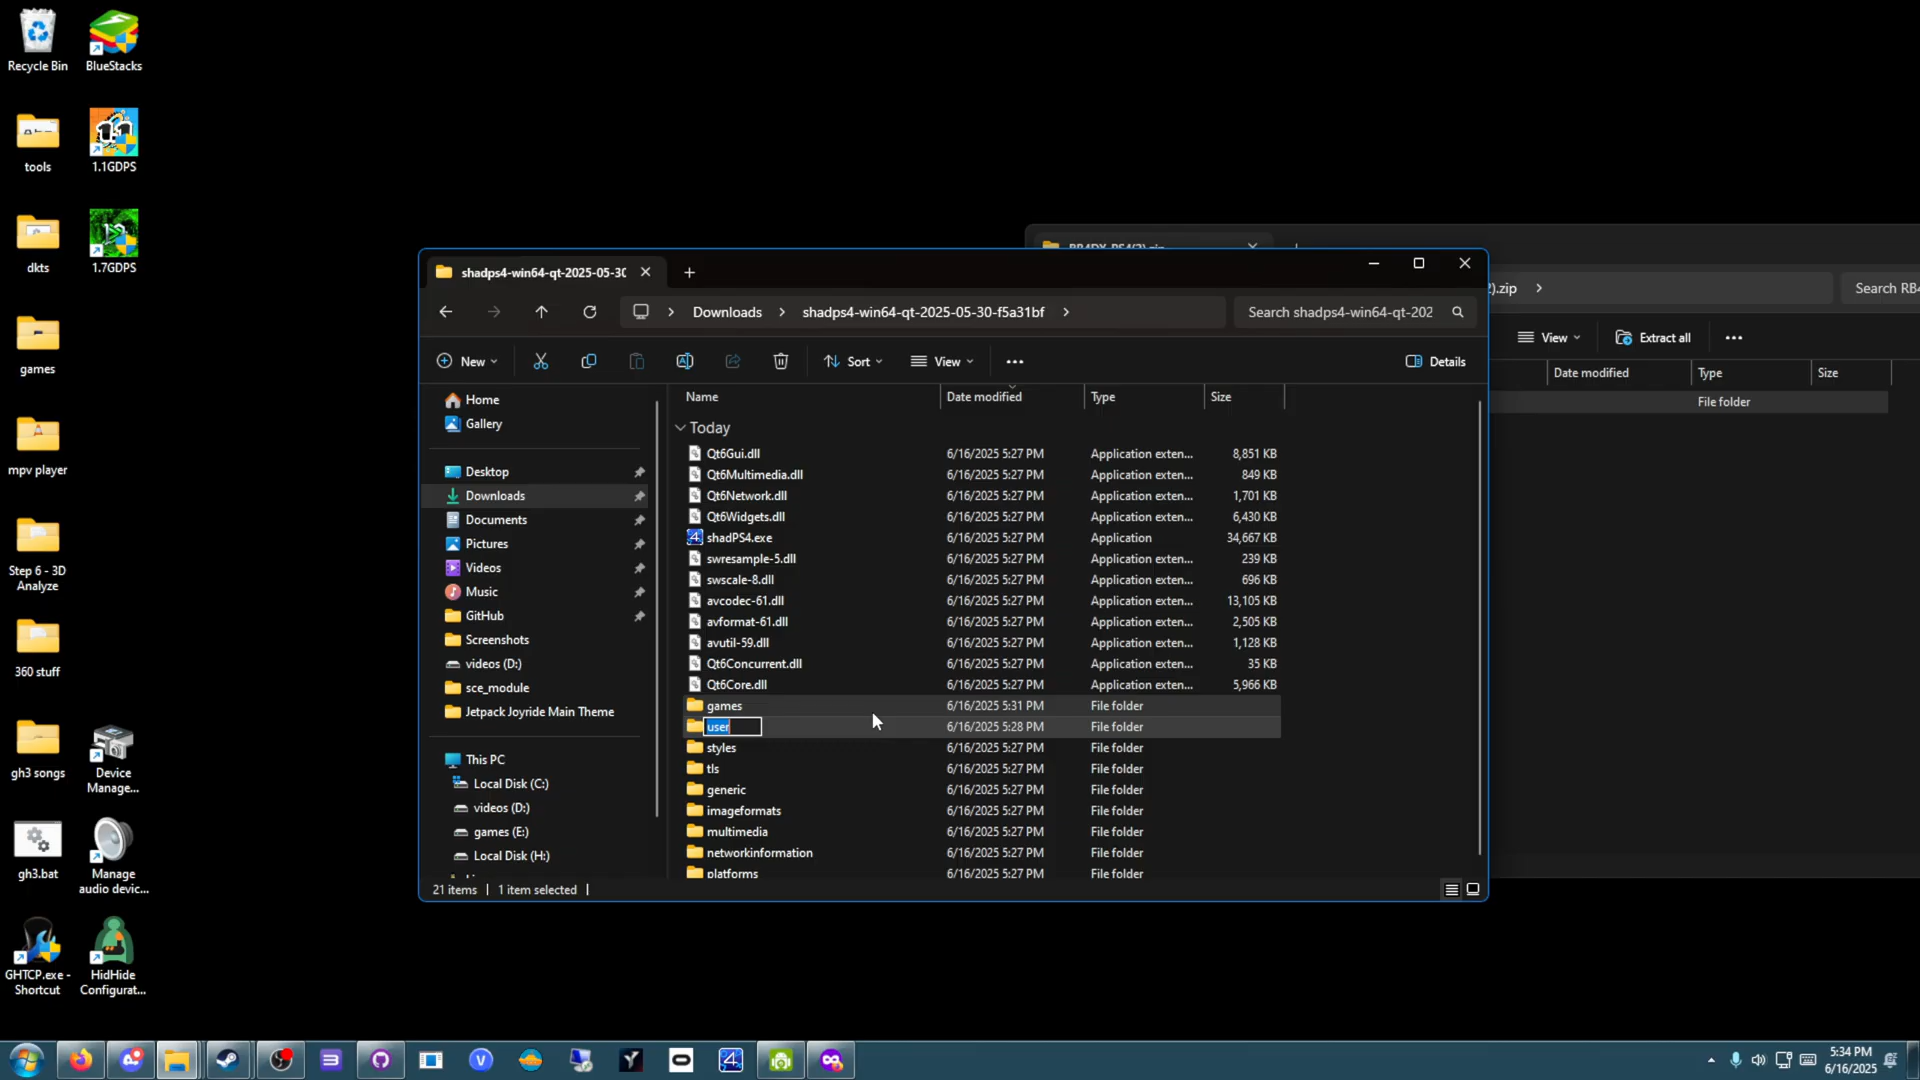 Recycle Bin
BlueStacks
tools
1.1GDPS
dkts
1.7GDPS
games
mpv player
Step 6 - 3D
Analyze
360 stuff
gh3 songs
Device
Manage...
gh3.bat
Manage
audio devic...
GHTCP.exe -
Shortcut
HidHide
Configurat...
shadps4-win64-qt-2025-05-30
Downloads
shadps4-win64-qt-2025-05-30-f5a31bf
Search shadps4-win64-qt-202
New
Sort
View
Details
Home
Gallery
Desktop
Downloads
Documents
Pictures
Videos
Music
GitHub
Screenshots
videos (D:)
sce_module
Jetpack Joyride Main Theme
This PC
Local Disk (C:)
videos (D:)
games (E:)
Local Disk (H:)
Name Date modified Type Size
Today
Qt6Gui.dll 6/16/2025 5:27 PM Application exten... 8,851 KB
Qt6Multimedia.dll 6/16/2025 5:27 PM Application exten... 849 KB
Qt6Network.dll 6/16/2025 5:27 PM Application exten... 1,701 KB
Qt6Widgets.dll 6/16/2025 5:27 PM Application exten... 6,430 KB
shadPS4.exe 6/16/2025 5:27 PM Application 34,667 KB
swresample-5.dll 6/16/2025 5:27 PM Application exten... 239 KB
swscale-8.dll 6/16/2025 5:27 PM Application exten... 696 KB
avcodec-61.dll 6/16/2025 5:27 PM Application exten... 13,105 KB
avformat-61.dll 6/16/2025 5:27 PM Application exten... 2,505 KB
avutil-59.dll 6/16/2025 5:27 PM Application exten... 1,128 KB
Qt6Concurrent.dll 6/16/2025 5:27 PM Application exten... 35 KB
Qt6Core.dll 6/16/2025 5:27 PM Application exten... 5,966 KB
games 6/16/2025 5:31 PM File folder
user 6/16/2025 5:28 PM File folder
styles 6/16/2025 5:27 PM File folder
tls 6/16/2025 5:27 PM File folder
generic 6/16/2025 5:27 PM File folder
imageformats 6/16/2025 5:27 PM File folder
multimedia 6/16/2025 5:27 PM File folder
networkinformation 6/16/2025 5:27 PM File folder
platforms 6/16/2025 5:27 PM File folder
21 items 1 item selected
).zip
Search RB4
View
Extract all
Date modified Type Size
File folder
5:34 PM
6/16/2025